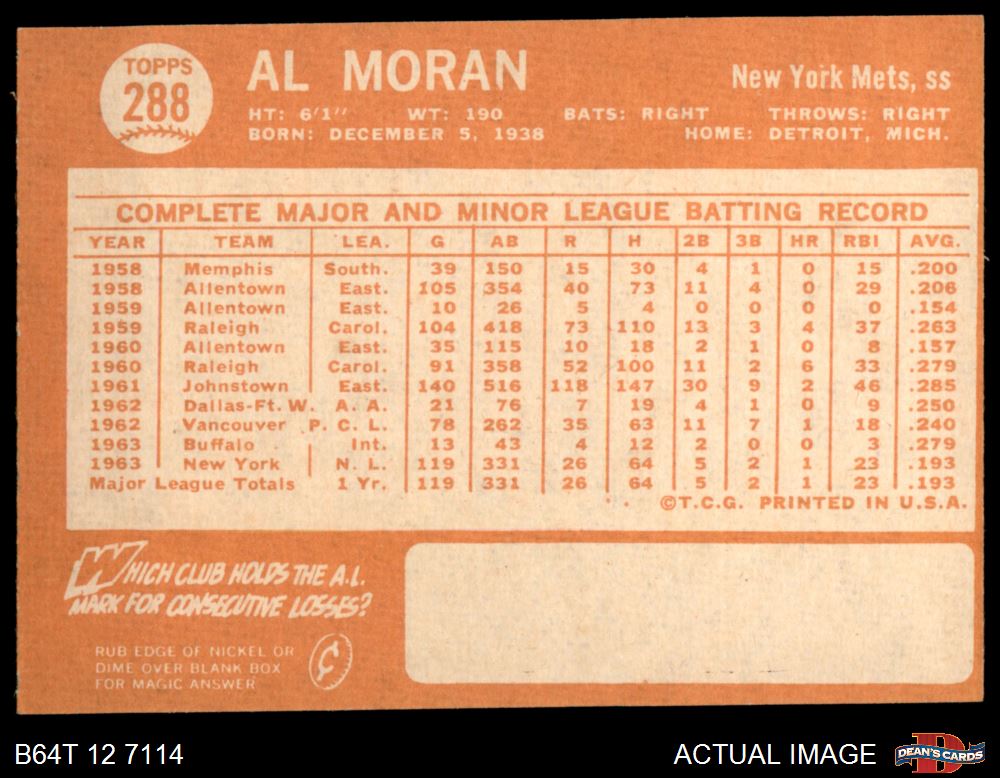 TOPPS
288
AL MORAN
New York Mets, ss
HT: 6'1" WT: 190 BATS: RIGHT THROWS: RIGHT
BORN: DECEMBER 5, 1938 HOME: DETROIT, MICH.
COMPLETE MAJOR AND MINOR LEAGUE BATTING RECORD
YEAR TEAM LEA. G AB R H 2B 3B HR RBI AVG.
1958 Memphis South. 39 150 15 30 4 1 0 15 .200
1958 Allentown East. 105 354 40 73 11 4 0 29 .206
1959 Allentown East. 10 26 5 4 0 0 0 0 .154
1959 Raleigh Carol. 104 418 73 110 13 3 4 37 .263
1960 Allentown East. 35 115 10 18 2 1 0 8 .157
1960 Raleigh Carol. 91 358 52 100 11 2 6 33 .279
1961 Johnstown East. 140 516 118 147 30 9 2 46 .285
1962 Dallas-Ft. W. A. A. 21 76 7 19 4 1 0 9 .250
1962 Vancouver P. C. L. 78 262 35 63 11 7 1 18 .240
1963 Buffalo Int. 13 43 4 12 2 0 0 3 .279
1963 New York N. L. 119 331 26 64 5 2 1 23 .193
Major League Totals 1 Yr. 119 331 26 64 5 2 1 23 .193
©T.C.G. PRINTED IN U.S.A.
WHICH CLUB HOLDS THE A.L.
MARK FOR CONSECUTIVE LOSSES?
RUB EDGE OF NICKEL OR
DIME OVER BLANK BOX
FOR MAGIC ANSWER
¢
B64T 12 7114
ACTUAL IMAGE
D
DEAN'S CARDS